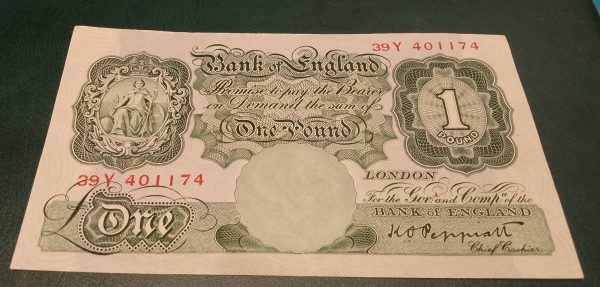 39Y 401174
Bank of England
Promise to pay the Bearer
on Demand the sum of
One Pound
1
POUND
LONDON
39Y 401174
For the Gov.r and Comp.a of the
BANK OF ENGLAND
£One
K O Peppiatt
Chief Cashier